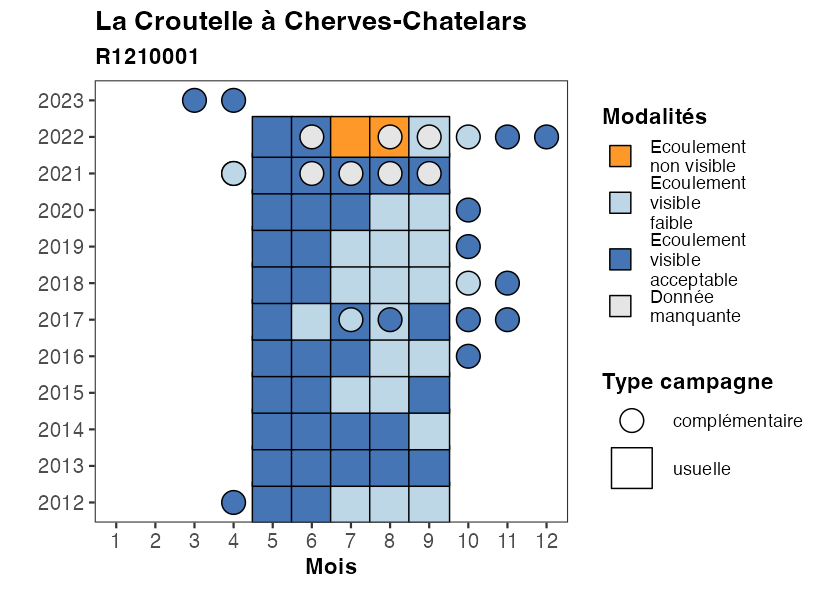 La Croutelle à Cherves-Chatelars
R1210001
2023
2022
2021
2020
2019
2018
2017
2016
2015
2014
2013
2012
1 2 3 4 5 6 7 8 9 10 11 12
Mois
Modalités
Ecoulement
non visible
Ecoulement
visible
faible
Ecoulement
visible
acceptable
Donnée
manquante
Type campagne
complémentaire
usuelle